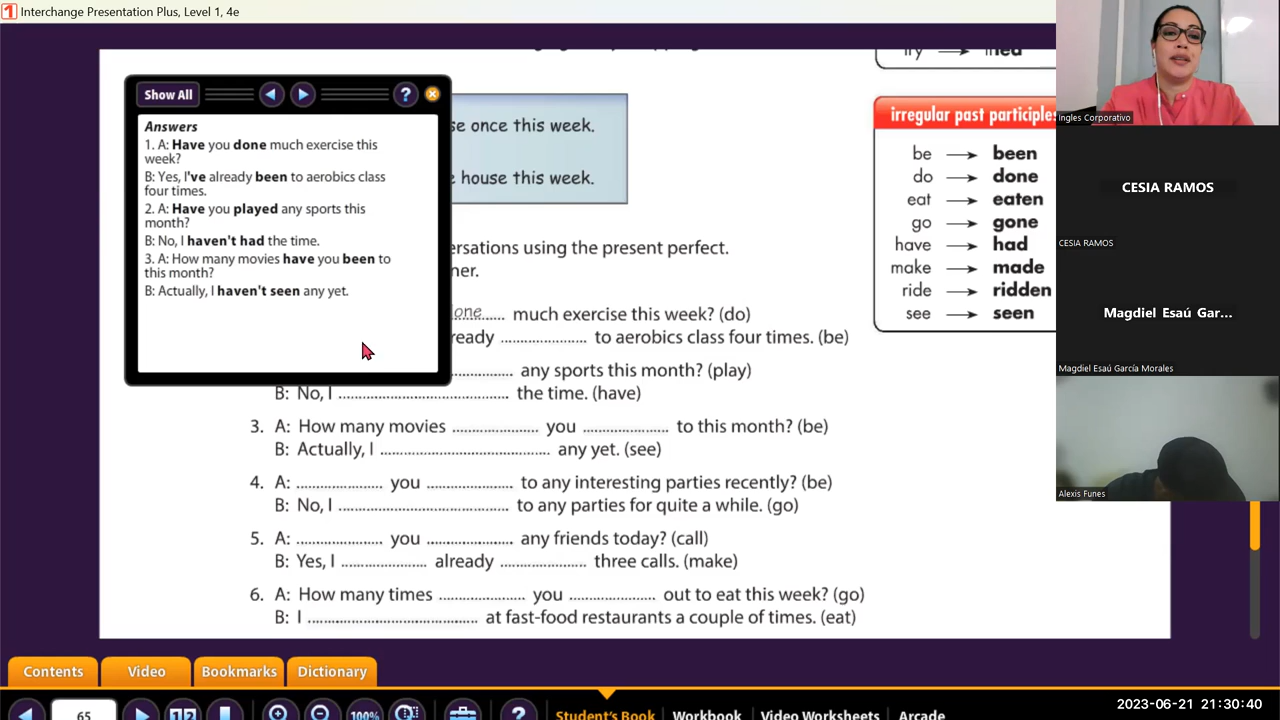 Interchange Presentation Plus, Level 1, 4e
try → tried
Show All
?
Answers
1. A: Have you done much exercise this
week?
B: Yes, I've already been to aerobics class
four times.
2. A: Have you played any sports this
month?
B: No, I haven't had the time.
3. A: How many movies have you been to
this month?
B: Actually, I haven't seen any yet.
once this week.
house this week.
using the present perfect.
irregular past participles
be → been
do → done
eat → eaten
go → gone
have → had
make → made
ride → ridden
see → seen
much exercise this week? (do)
to aerobics class four times. (be)
any sports this month? (play)
B: No, I ........ the time. (have)
3. A: How many movies ........ you ........ to this month? (be)
B: Actually, I ........ any yet. (see)
4. A: ........ you ........ to any interesting parties recently? (be)
B: No, I ........ to any parties for quite a while. (go)
5. A: ........ you ........ any friends today? (call)
B: Yes, I ........ already ........ three calls. (make)
6. A: How many times ........ you ........ out to eat this week? (go)
B: I ........ at fast-food restaurants a couple of times. (eat)
Ingles Corporativo
CESIA RAMOS
CESIA RAMOS
Magdiel Esaú Gar...
Magdiel Esaú García Morales
Alexis Funes
Contents Video Bookmarks Dictionary
65 100% ? Student's Book Workbook Video Worksheets Arcade
2023-06-21 21:30:40